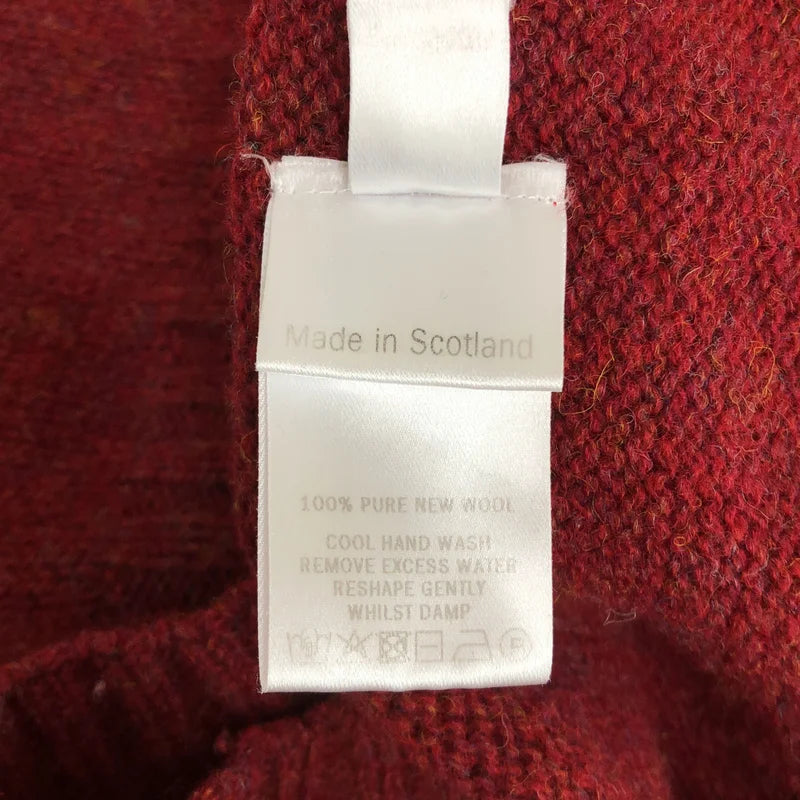 Made in Scotland
100% PURE NEW WOOL
COOL HAND WASH
REMOVE EXCESS WATER
RESHAPE GENTLY
WHILST DAMP
P